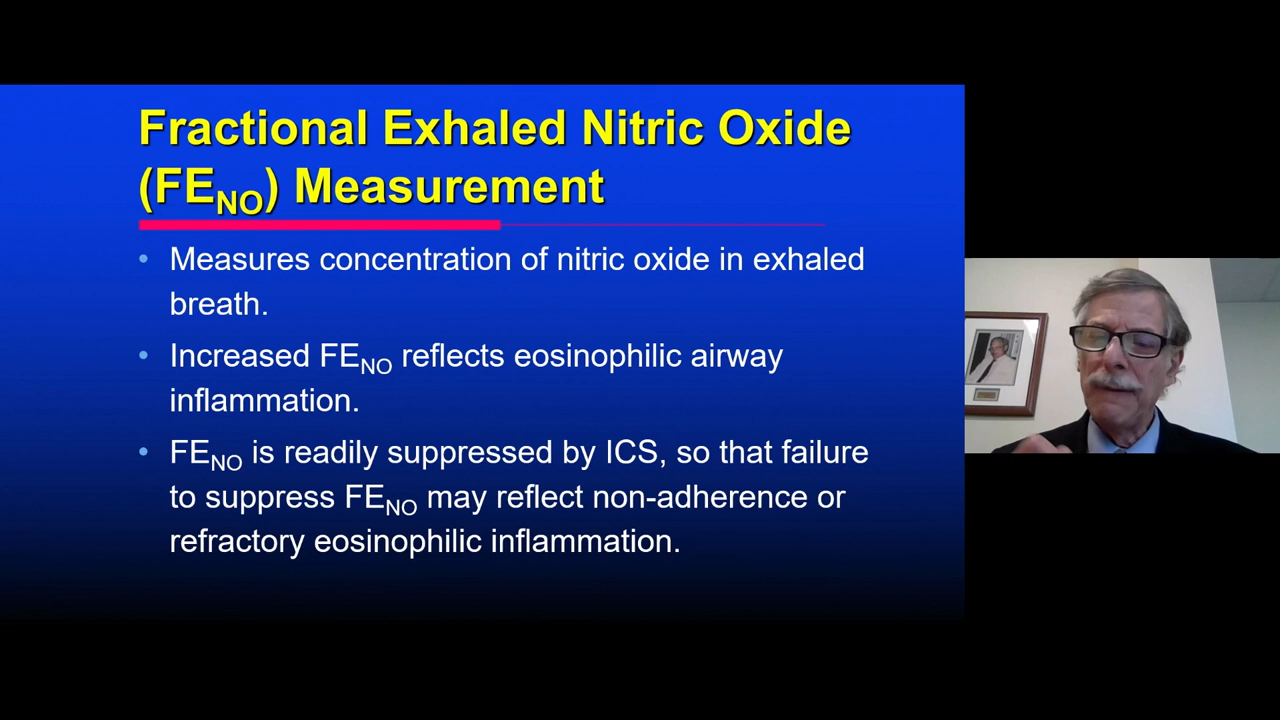 Fractional Exhaled Nitric Oxide
(FENO) Measurement
• Measures concentration of nitric oxide in exhaled
breath.
• Increased FENO reflects eosinophilic airway
inflammation.
• FENO is readily suppressed by ICS, so that failure
to suppress FENO may reflect non-adherence or
refractory eosinophilic inflammation.